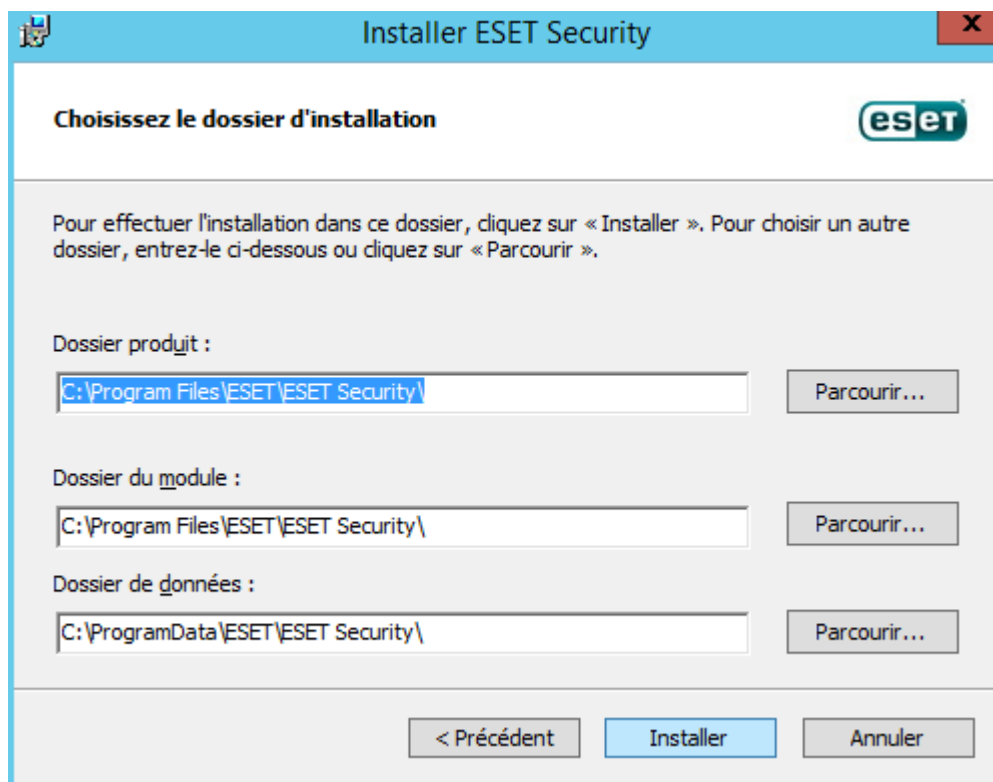 Installer ESET Security
x
Choisissez le dossier d'installation
eseT
Pour effectuer l'installation dans ce dossier, cliquez sur « Installer ». Pour choisir un autre
dossier, entrez-le ci-dessous ou cliquez sur « Parcourir ».
Dossier produit :
C:\Program Files\ESET\ESET Security\
Parcourir...
Dossier du module :
C:\Program Files\ESET\ESET Security\
Parcourir...
Dossier de données :
C:\ProgramData\ESET\ESET Security\
Parcourir...
< Précédent
Installer
Annuler